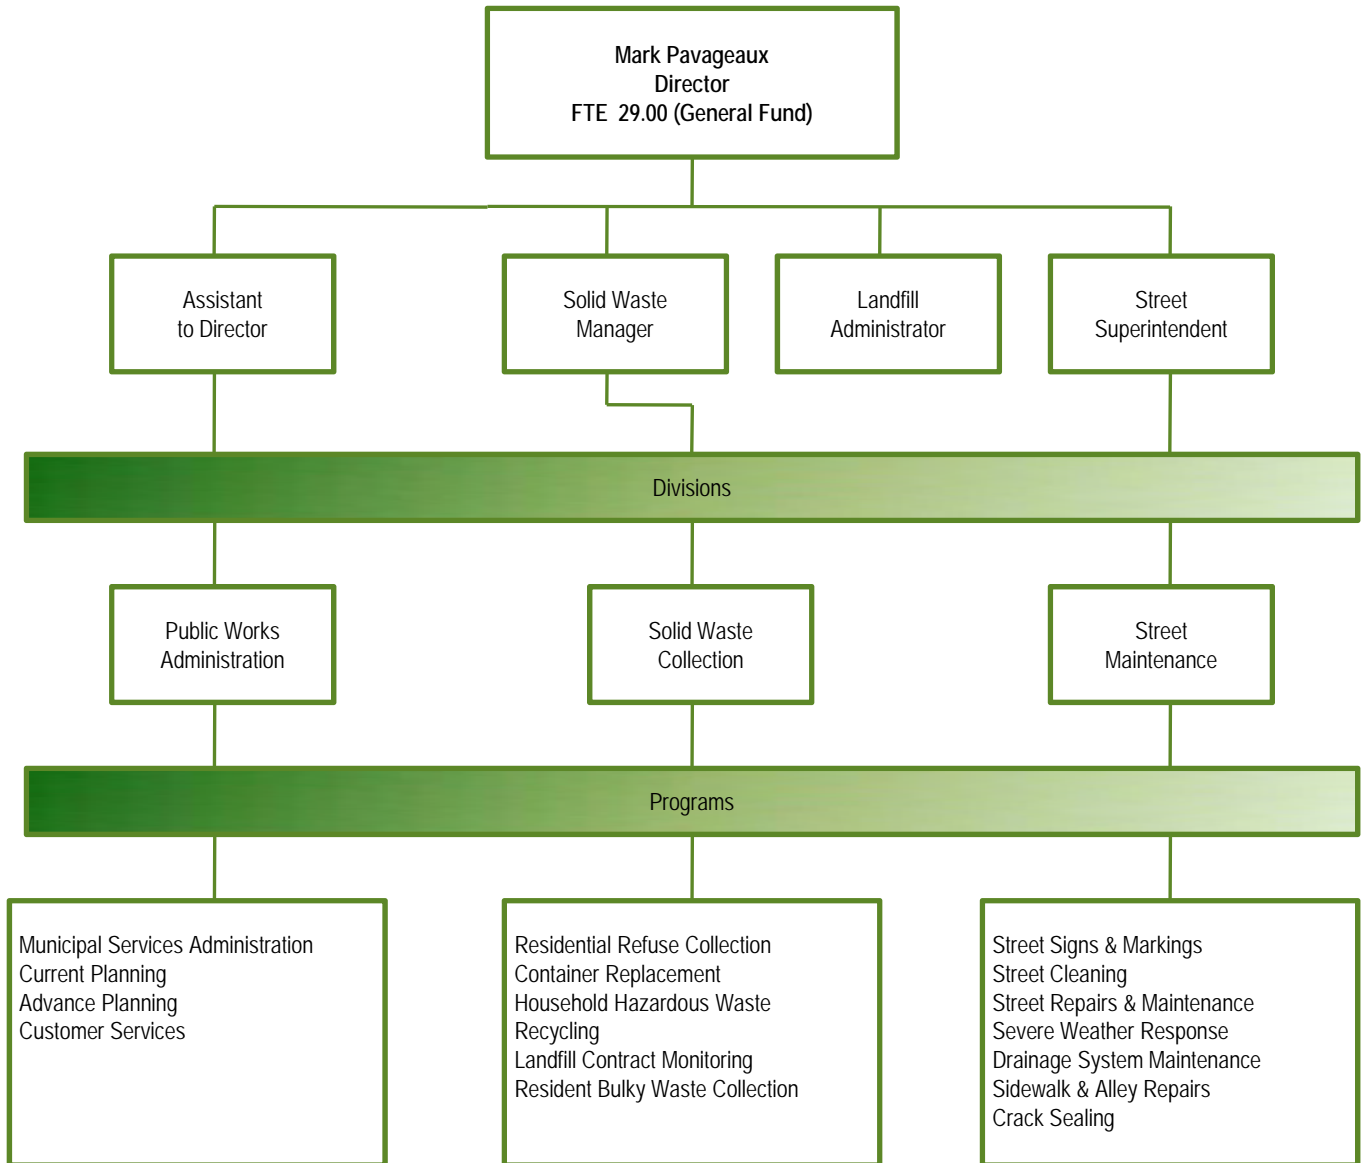 Mark Pavageaux
Director
FTE 29.00 (General Fund)
Assistant
to Director
Solid Waste
Manager
Landfill
Administrator
Street
Superintendent
Divisions
Public Works
Administration
Solid Waste
Collection
Street
Maintenance
Programs
Municipal Services Administration
Current Planning
Advance Planning
Customer Services
Residential Refuse Collection
Container Replacement
Household Hazardous Waste
Recycling
Landfill Contract Monitoring
Resident Bulky Waste Collection
Street Signs & Markings
Street Cleaning
Street Repairs & Maintenance
Severe Weather Response
Drainage System Maintenance
Sidewalk & Alley Repairs
Crack Sealing